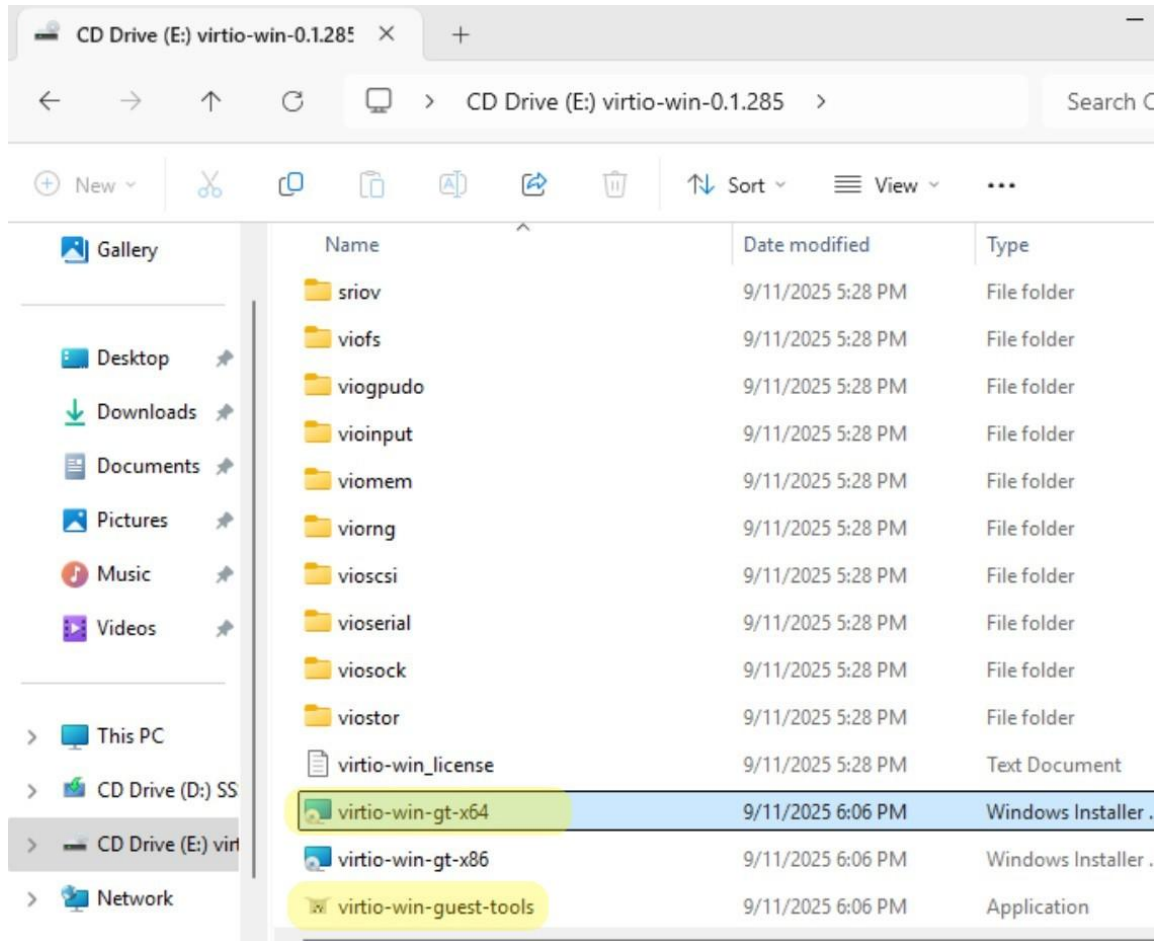 CD Drive (E:) virtio-win-0.1.285
CD Drive (E:) virtio-win-0.1.285 Search
New Sort View
Name Date modified Type
Gallery
Desktop
Downloads
Documents
Pictures
Music
Videos
This PC
CD Drive (D:) SS
CD Drive (E:) virt
Network
sriov 9/11/2025 5:28 PM File folder
viofs 9/11/2025 5:28 PM File folder
viogpudo 9/11/2025 5:28 PM File folder
vioinput 9/11/2025 5:28 PM File folder
viomem 9/11/2025 5:28 PM File folder
viorng 9/11/2025 5:28 PM File folder
vioscsi 9/11/2025 5:28 PM File folder
vioserial 9/11/2025 5:28 PM File folder
viosock 9/11/2025 5:28 PM File folder
viostor 9/11/2025 5:28 PM File folder
virtio-win_license 9/11/2025 5:28 PM Text Document
virtio-win-gt-x64 9/11/2025 6:06 PM Windows Installer .
virtio-win-gt-x86 9/11/2025 6:06 PM Windows Installer .
virtio-win-guest-tools 9/11/2025 6:06 PM Application